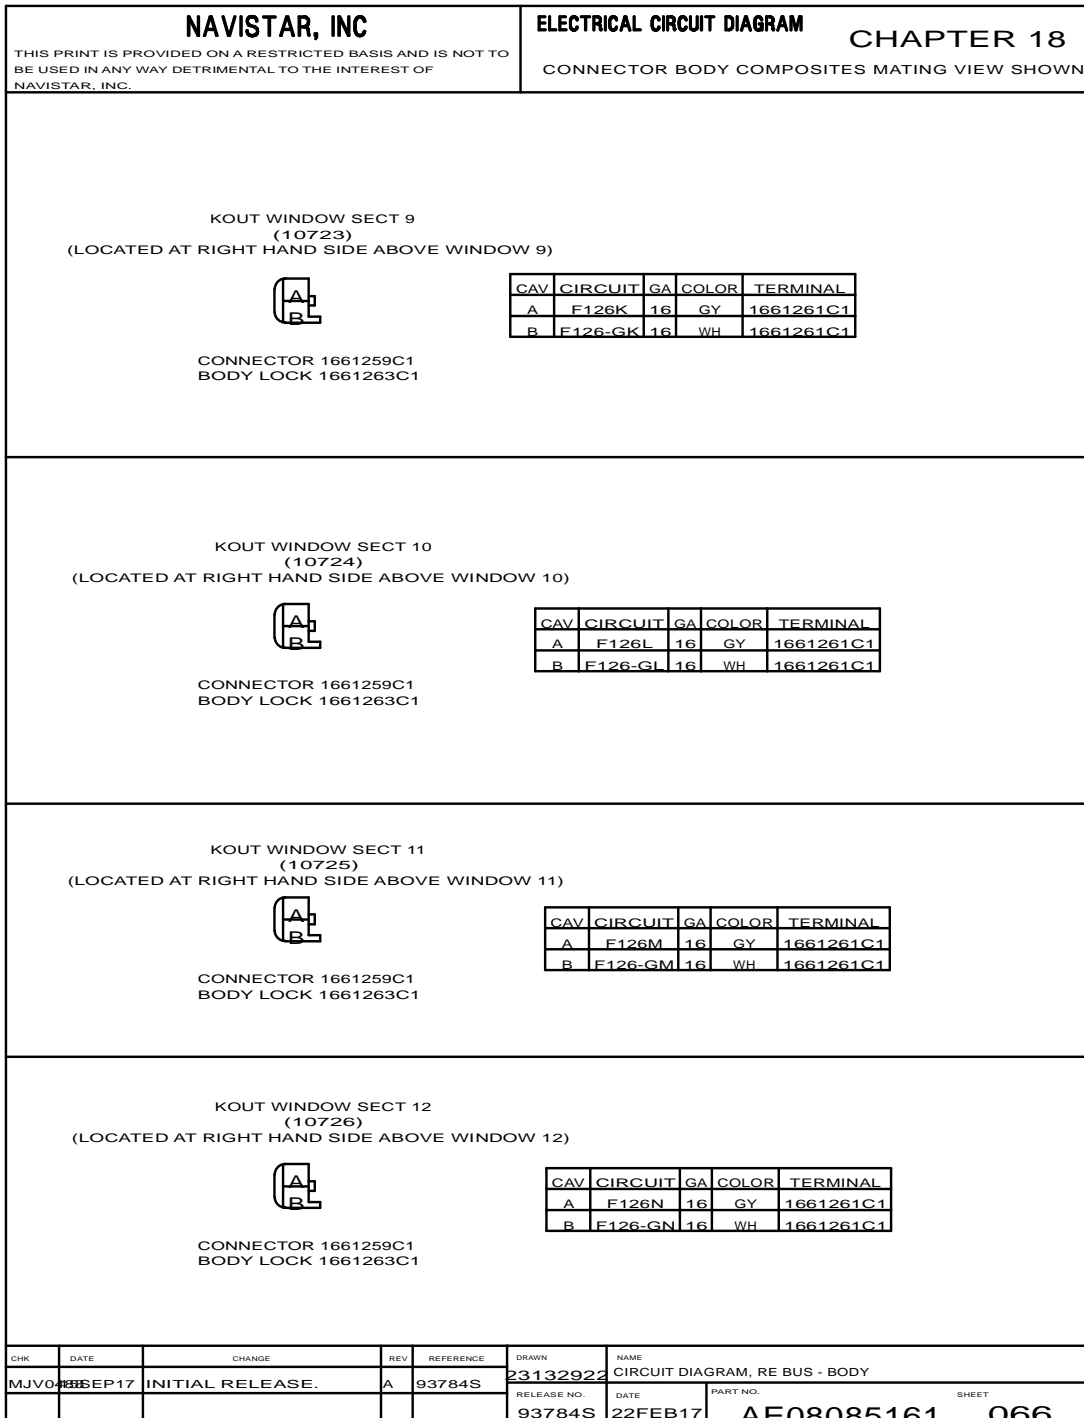 NAVISTAR, INC
THIS PRINT IS PROVIDED ON A RESTRICTED BASIS AND IS NOT TO
BE USED IN ANY WAY DETRIMENTAL TO THE INTEREST OF
NAVISTAR, INC.
ELECTRICAL CIRCUIT DIAGRAM
CHAPTER 18
CONNECTOR BODY COMPOSITES MATING VIEW SHOWN
KOUT WINDOW SECT 9
(10723)
(LOCATED AT RIGHT HAND SIDE ABOVE WINDOW 9)
A
B
CONNECTOR 1661259C1
BODY LOCK 1661263C1
CAV CIRCUIT GA COLOR TERMINAL
A F126K 16 GY 1661261C1
B F126-GK 16 WH 1661261C1
KOUT WINDOW SECT 10
(10724)
(LOCATED AT RIGHT HAND SIDE ABOVE WINDOW 10)
A
B
CONNECTOR 1661259C1
BODY LOCK 1661263C1
CAV CIRCUIT GA COLOR TERMINAL
A F126L 16 GY 1661261C1
B F126-GL 16 WH 1661261C1
KOUT WINDOW SECT 11
(10725)
(LOCATED AT RIGHT HAND SIDE ABOVE WINDOW 11)
A
B
CONNECTOR 1661259C1
BODY LOCK 1661263C1
CAV CIRCUIT GA COLOR TERMINAL
A F126M 16 GY 1661261C1
B F126-GM 16 WH 1661261C1
KOUT WINDOW SECT 12
(10726)
(LOCATED AT RIGHT HAND SIDE ABOVE WINDOW 12)
A
B
CONNECTOR 1661259C1
BODY LOCK 1661263C1
CAV CIRCUIT GA COLOR TERMINAL
A F126N 16 GY 1661261C1
B F126-GN 16 WH 1661261C1
CHK DATE CHANGE REV REFERENCE
INITIAL RELEASE. A 93784S
DRAWN
23132922
NAME
CIRCUIT DIAGRAM, RE BUS - BODY
RELEASE NO.
93784S
DATE
22FEB17
PART NO.
AE08085161
SHEET
066